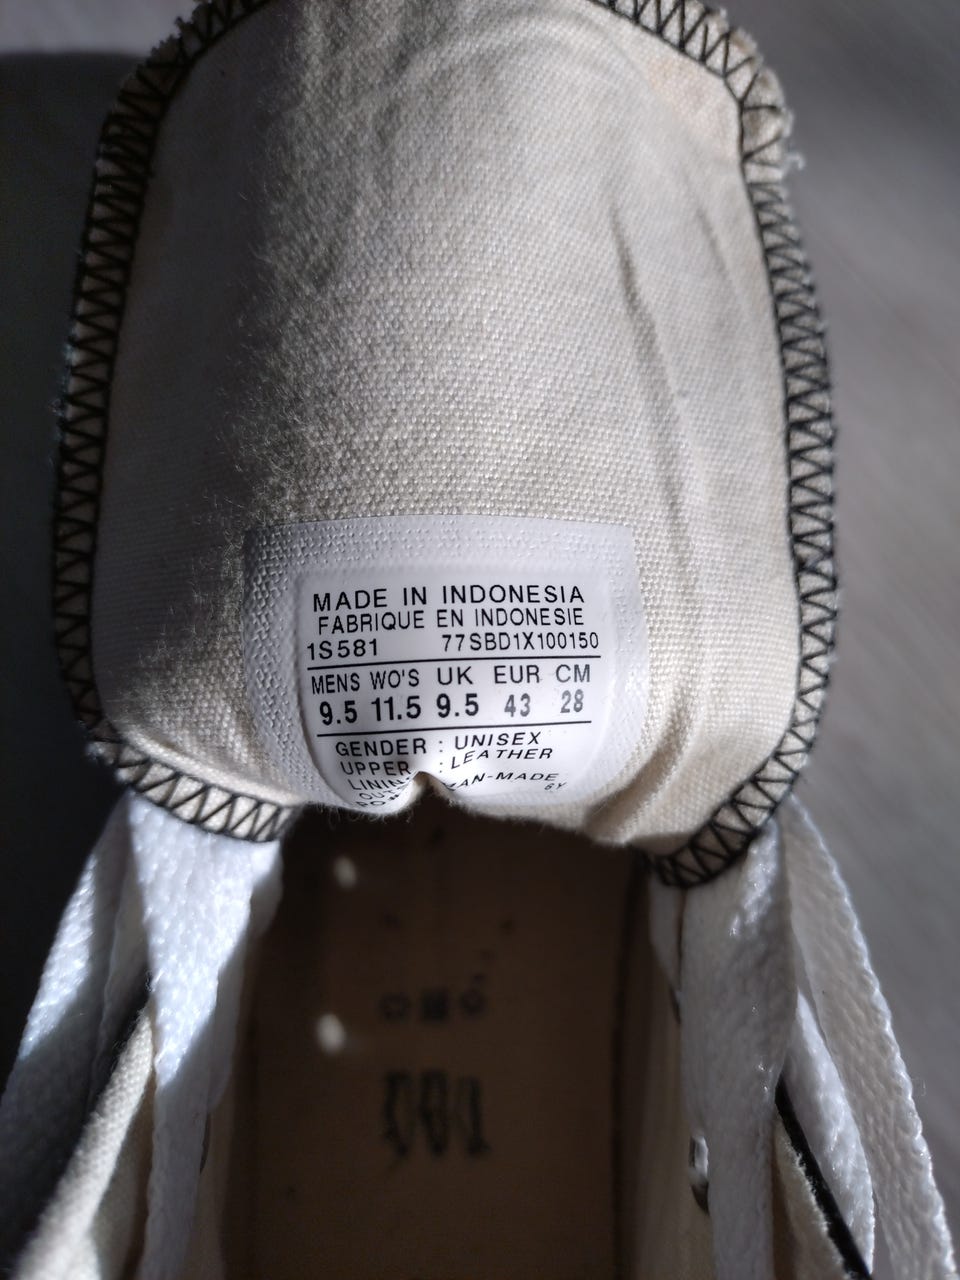 MADE IN INDONESIA
FABRIQUE EN INDONESIE
1S581 77SBD1X100150
MENS WO'S UK EUR CM
9.5 11.5 9.5 43 28
GENDER : UNISEX
UPPER : LEATHER